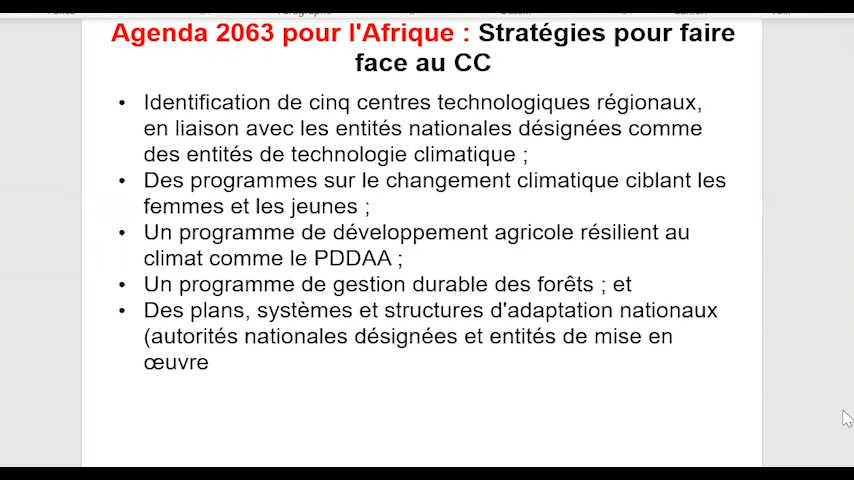 Agenda 2063 pour l'Afrique : Stratégies pour faire
face au CC
• Identification de cinq centres technologiques régionaux,
en liaison avec les entités nationales désignées comme
des entités de technologie climatique ;
• Des programmes sur le changement climatique ciblant les
femmes et les jeunes ;
• Un programme de développement agricole résilient au
climat comme le PDDAA ;
• Un programme de gestion durable des forêts ; et
• Des plans, systèmes et structures d'adaptation nationaux
(autorités nationales désignées et entités de mise en
œuvre